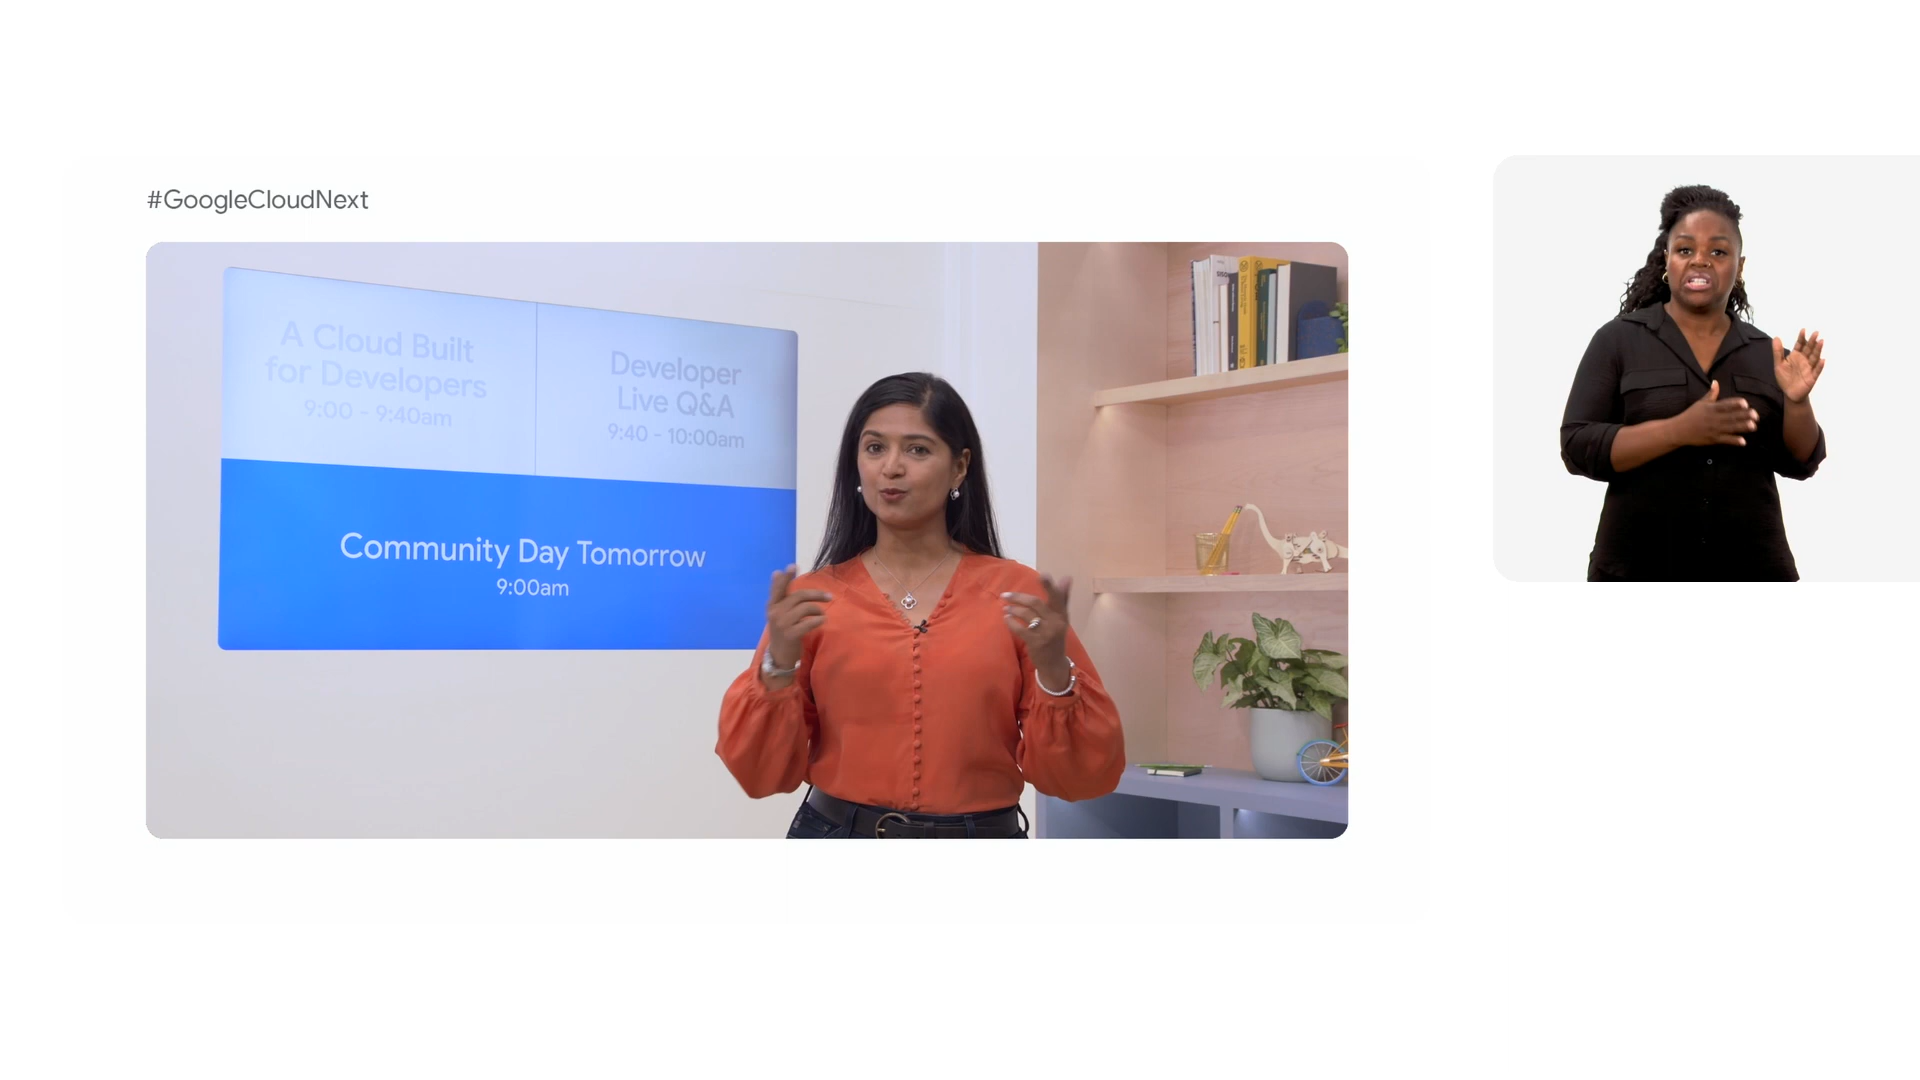 #GoogleCloudNext
A Cloud Built
for Developers
9:00 - 9:40am
Developer
Live Q&A
9:40 - 10:00am
Community Day Tomorrow
9:00am